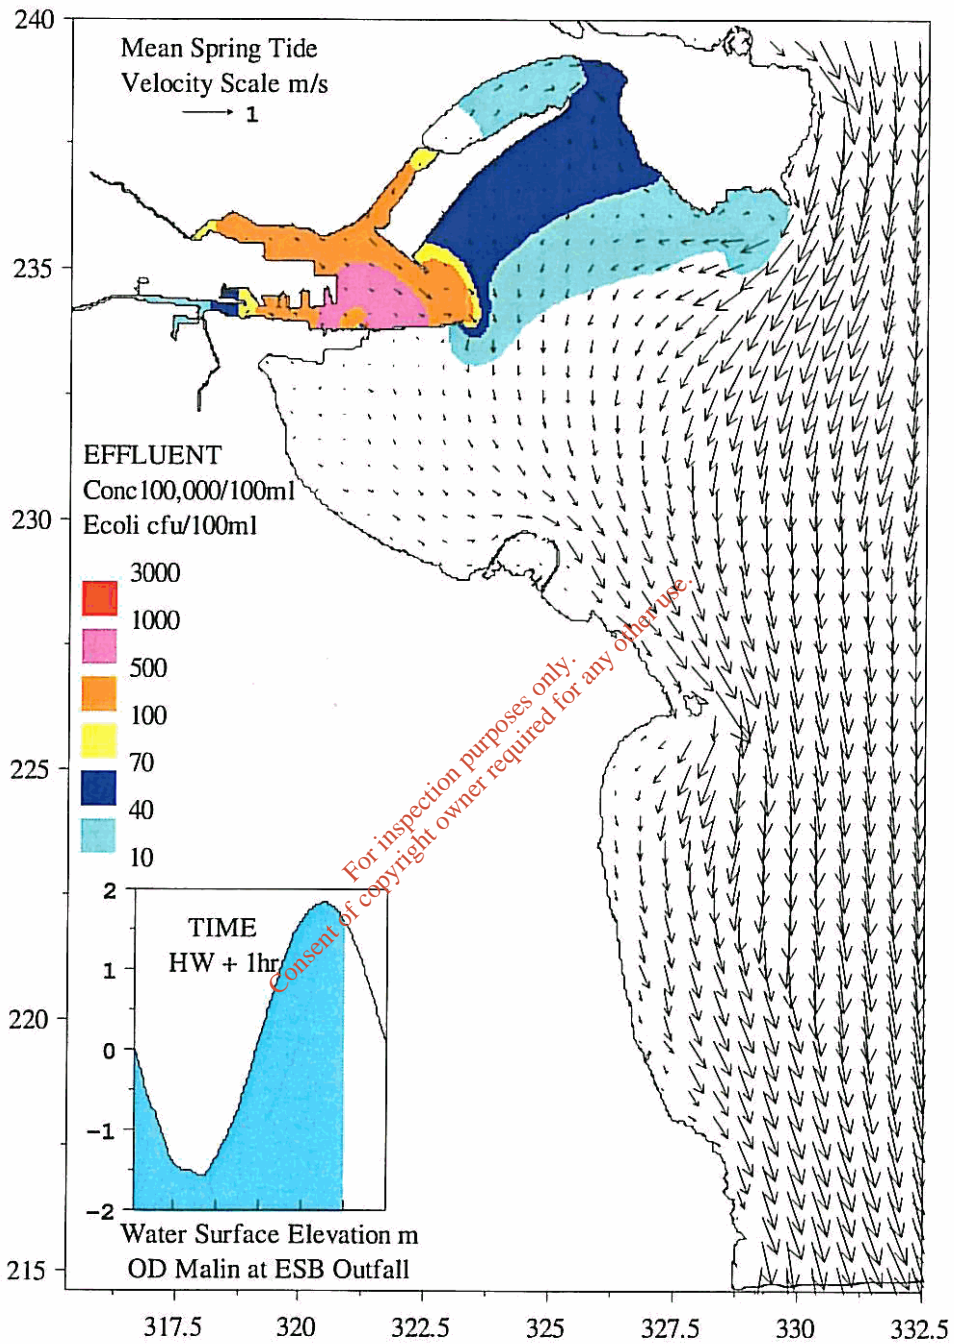 240
Mean Spring Tide
Velocity Scale m/s
1
235
EFFLUENT
Conc100,000/100ml
230
Ecoli cfu/100ml
3000
1000
500
100
70
40
10
225
For inspection purposes only.
Consent of copyright owner required for any other use.
2
TIME
HW + 1hr
1
220
0
-1
-2
Water Surface Elevation m
OD Malin at ESB Outfall
215
317.5 320 322.5 325 327.5 330 332.5